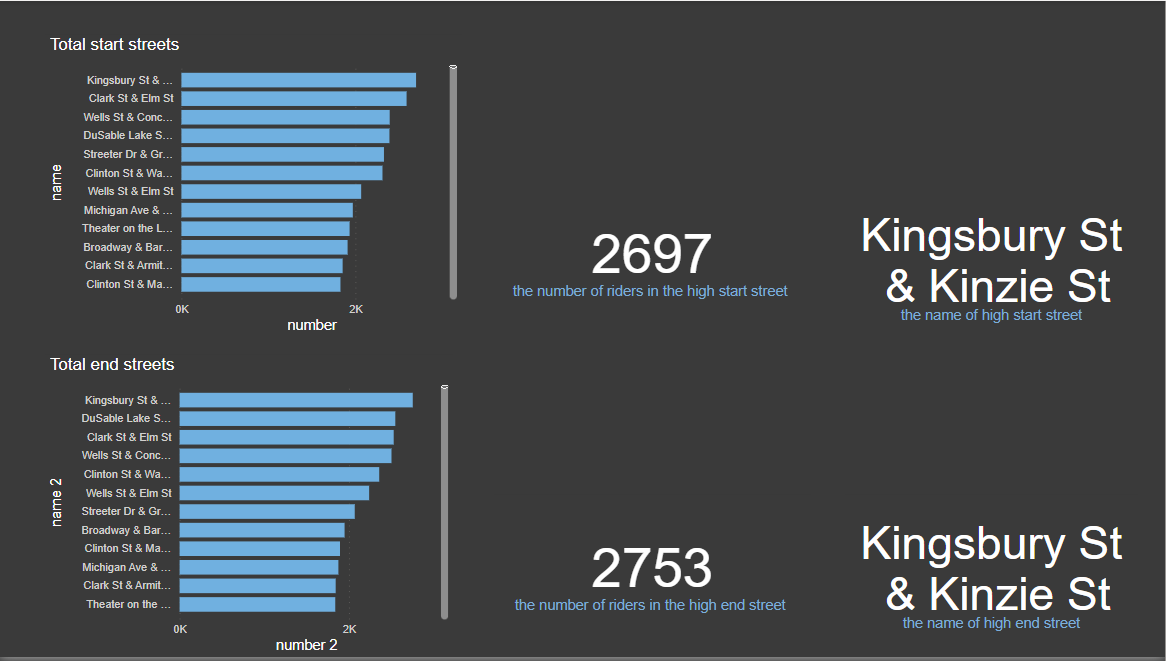 Total start streets
name
Kingsbury St & ...
Clark St & Elm St
Wells St & Conc...
DuSable Lake S...
Streeter Dr & Gr...
Clinton St & Wa...
Wells St & Elm St
Michigan Ave & ...
Theater on the L...
Broadway & Bar...
Clark St & Armit...
Clinton St & Ma...
0K
2K
number
2697
the number of riders in the high start street
Kingsbury St
& Kinzie St
the name of high start street
Total end streets
name 2
Kingsbury St & ...
DuSable Lake S...
Clark St & Elm St
Wells St & Conc...
Clinton St & Wa...
Wells St & Elm St
Streeter Dr & Gr...
Broadway & Bar...
Clinton St & Ma...
Michigan Ave & ...
Clark St & Armit...
Theater on the ...
0K
2K
number 2
2753
the number of riders in the high end street
Kingsbury St
& Kinzie St
the name of high end street